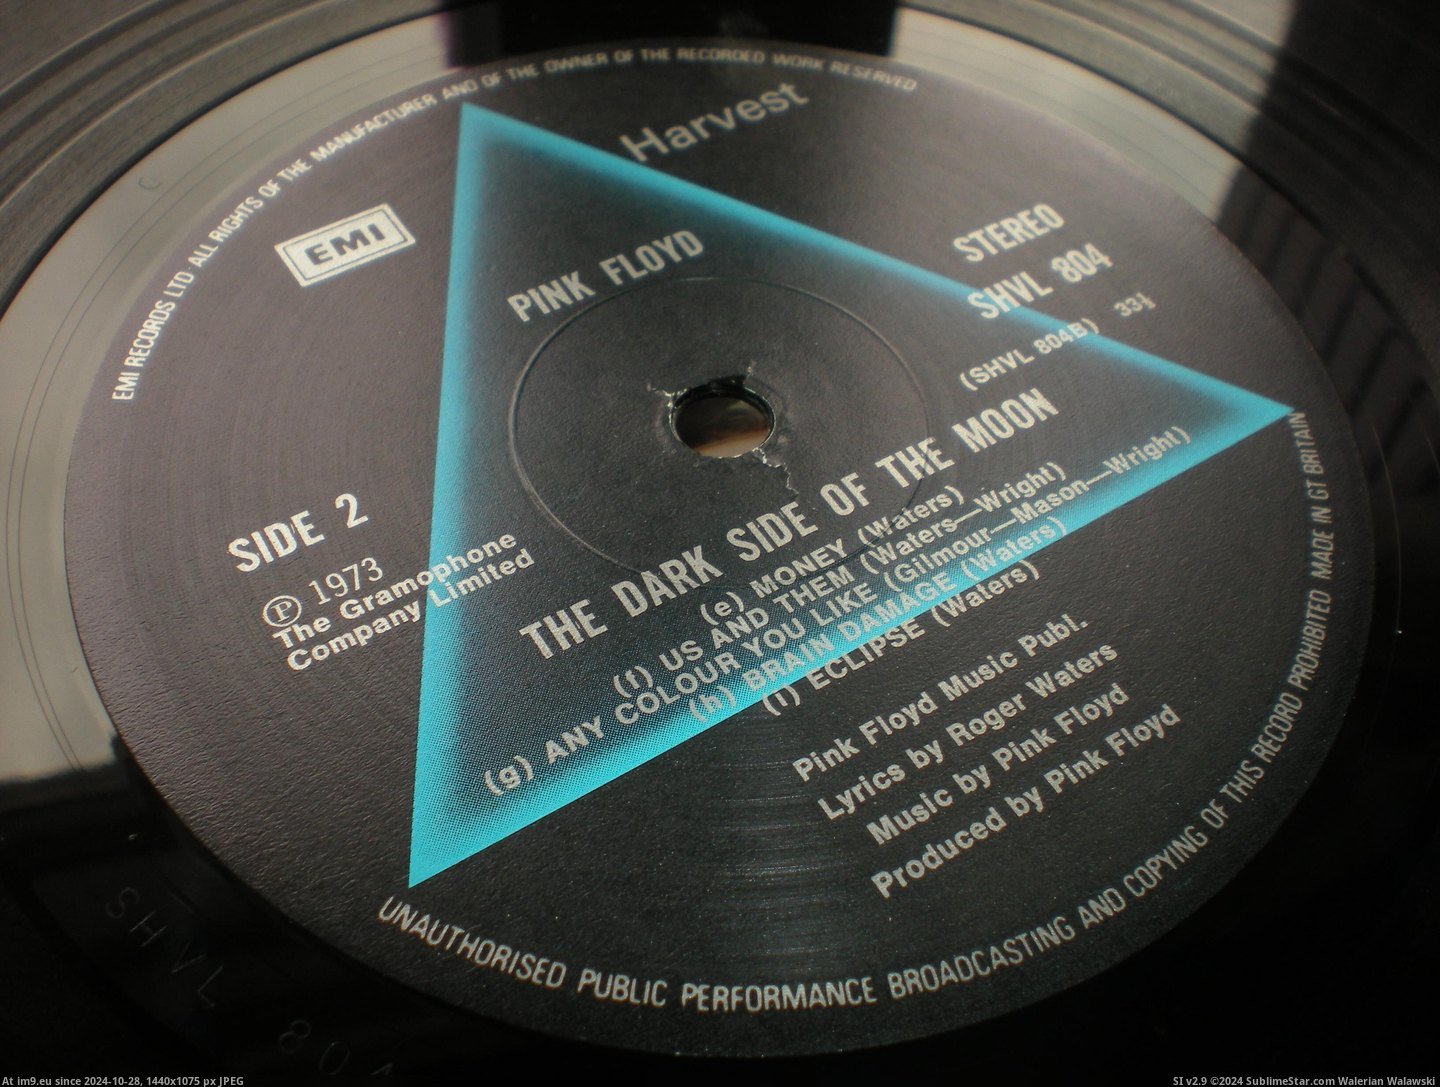 EMI RECORDS LTD ALL RIGHTS OF THE MANUFACTURER AND OF THE OWNER OF THE RECORDED WORK RESERVED
Harvest
EMI
PINK FLOYD
STEREO
SHVL 804
(SHVL 804B) 33⅓
SIDE 2
Ⓟ 1973
The Gramophone
Company Limited
THE DARK SIDE OF THE MOON
(e) MONEY (Waters)
(f) US AND THEM (Waters—Wright)
(g) ANY COLOUR YOU LIKE (Gilmour—Mason—Wright)
(h) BRAIN DAMAGE (Waters)
(i) ECLIPSE (Waters)
Pink Floyd Music Publ.
Lyrics by Roger Waters
Music by Pink Floyd
Produced by Pink Floyd
UNAUTHORISED PUBLIC PERFORMANCE BROADCASTING AND COPYING OF THIS RECORD PROHIBITED MADE IN GT BRITAIN
SHVL 804
At im9.eu since 2024-10-28, 1440x1075 px JPEG
SI v2.9 ©2024 SublimeStar.com Walerian Walawski